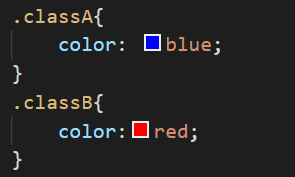 .classA{
    color: blue;
}
.classB{
    color: red;
}